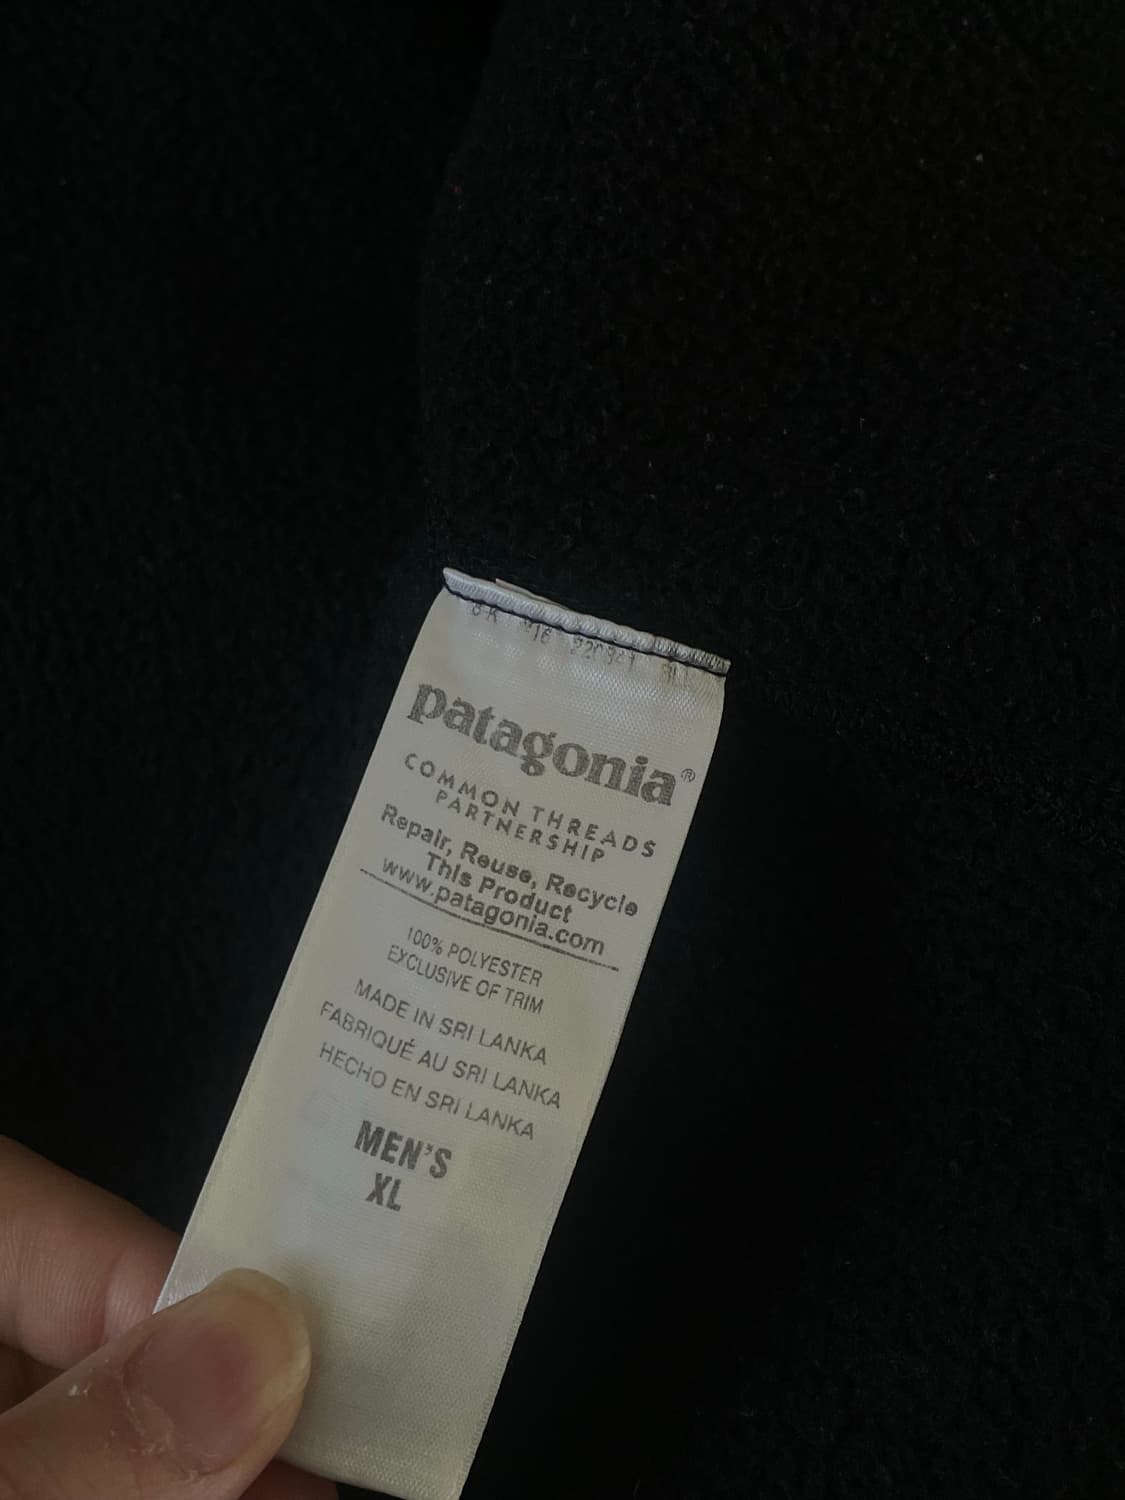 patagonia®
COMMON THREADS
PARTNERSHIP
Repair, Reuse, Recycle
This Product
www.patagonia.com
100% POLYESTER
EXCLUSIVE OF TRIM
MADE IN SRI LANKA
FABRIQUÉ AU SRI LANKA
HECHO EN SRI LANKA
MEN'S
XL